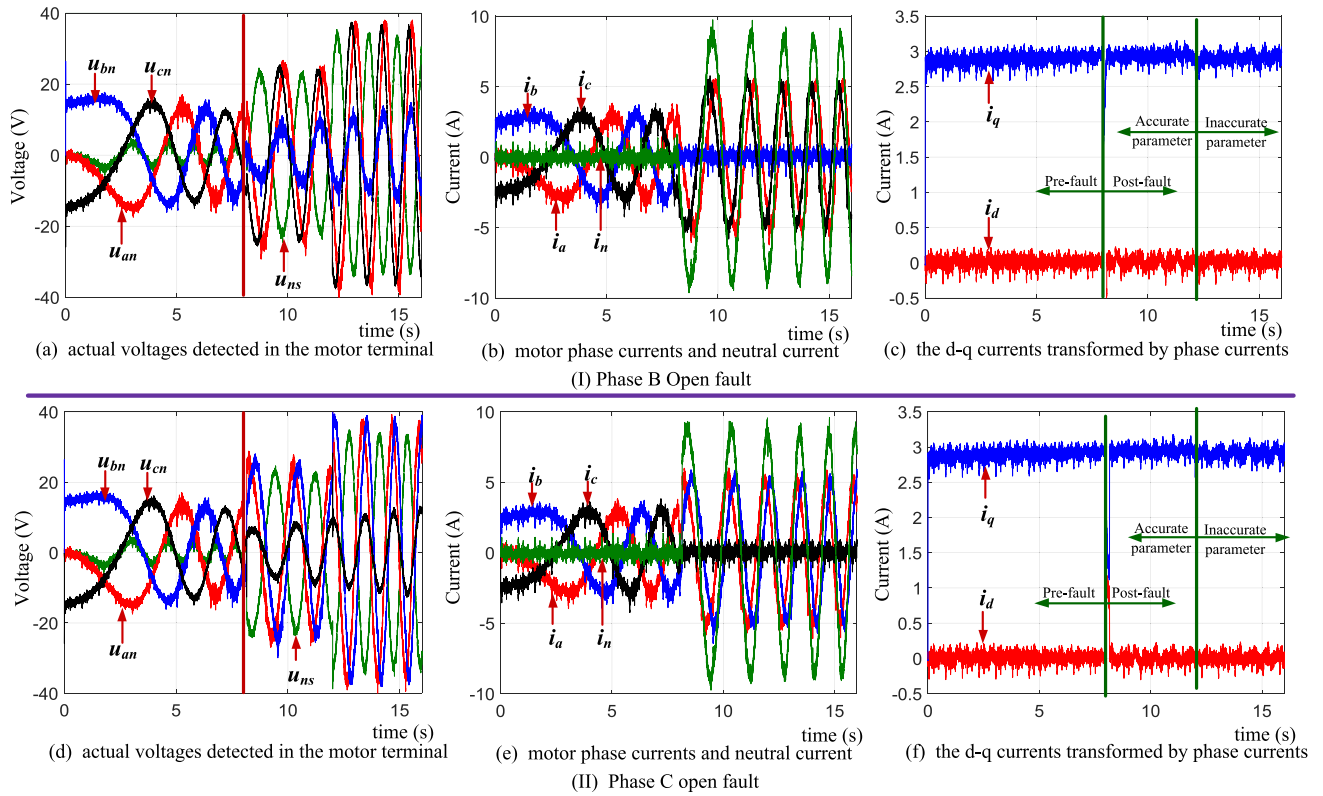 40
20
0
-20
-40
Voltage (V)
u_bn
u_cn
u_an
u_ns
0
5
10
15
time (s)
(a) actual voltages detected in the motor terminal
10
5
0
-5
-10
Current (A)
i_b
i_c
i_a
i_n
0
5
10
15
time (s)
(b) motor phase currents and neutral current
3.5
3
2.5
2
1.5
1
0.5
0
-0.5
Current (A)
i_q
Accurate parameter
Inaccurate parameter
Pre-fault
Post-fault
i_d
0
5
10
15
time (s)
(c) the d-q currents transformed by phase currents
(I) Phase B Open fault
40
20
0
-20
-40
Voltage (V)
u_bn
u_cn
u_an
u_ns
0
5
10
15
time (s)
(d) actual voltages detected in the motor terminal
10
5
0
-5
-10
Current (A)
i_b
i_c
i_a
i_n
0
5
10
15
time (s)
(e) motor phase currents and neutral current
3.5
3
2.5
2
1.5
1
0.5
0
-0.5
Current (A)
i_q
Accurate parameter
Inaccurate parameter
Pre-fault
Post-fault
i_d
0
5
10
15
time (s)
(f) the d-q currents transformed by phase currents
(II) Phase C open fault